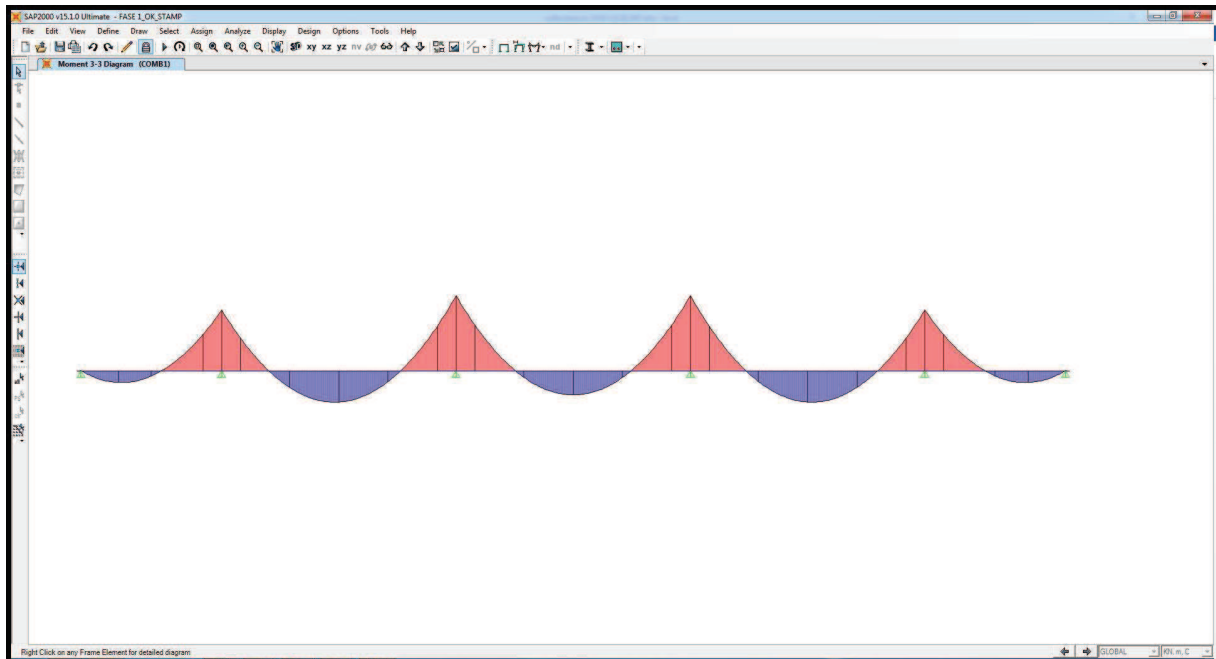 SAP2000 v15.1.0 Ultimate - FASE 1_OK_STAMP
File Edit View Define Draw Select Assign Analyze Display Design Options Tools Help
3D xy xz yz nv nd
Moment 3-3 Diagram (COMB1)
Right Click on any Frame Element for detailed diagram
GLOBAL
KN, m, C